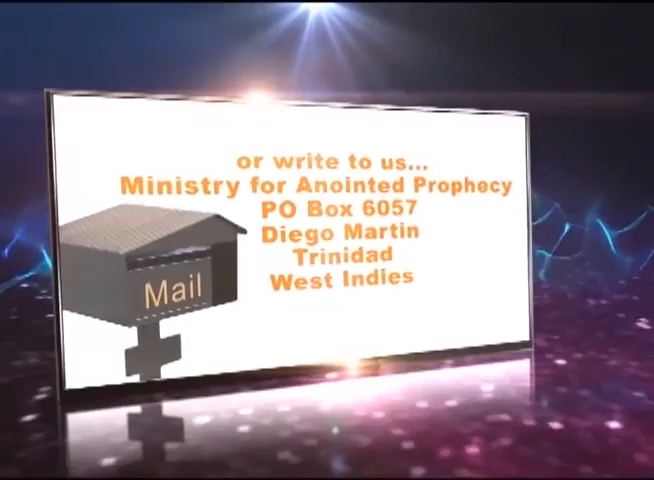 or write to us...
Ministry for Anointed Prophecy
PO Box 6057
Diego Martin
Trinidad
West Indies
Mail